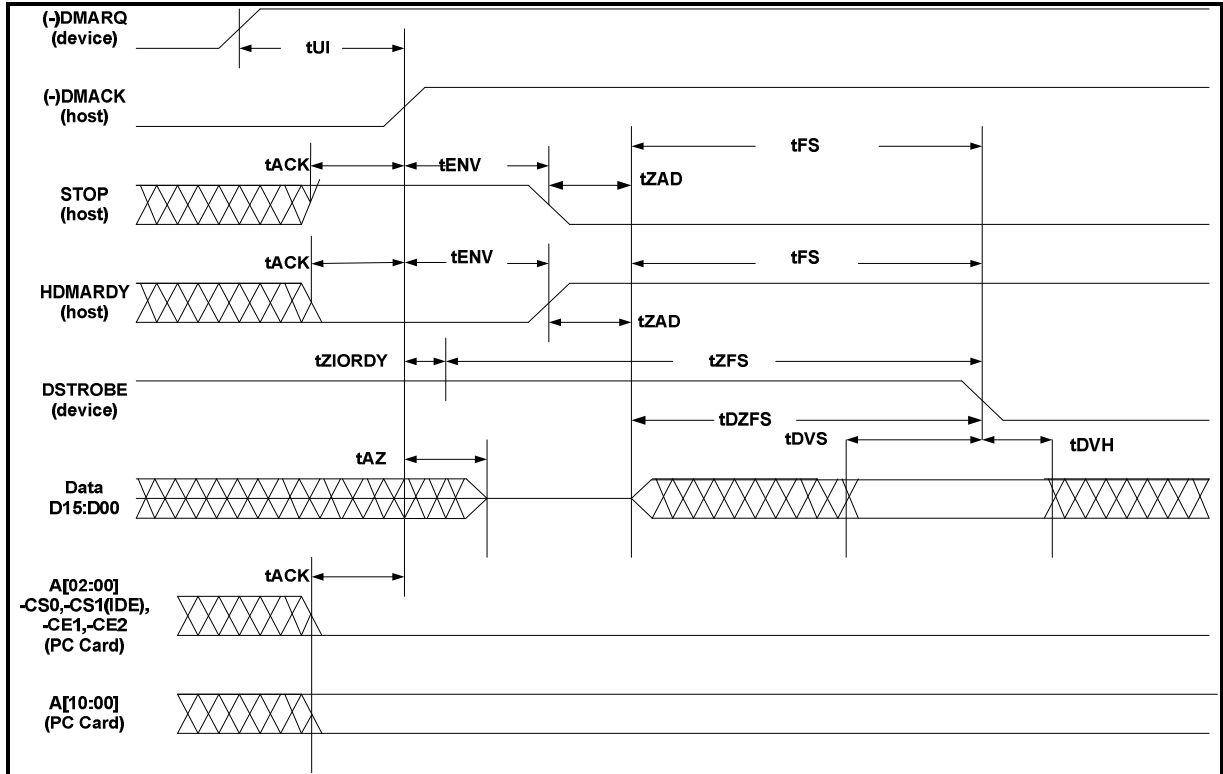 (-)DMARQ
(device)
tUI
(-)DMACK
(host)
tFS
tACK
tENV
tZAD
STOP
(host)
tACK
tENV
tFS
HDMARDY
(host)
tZAD
tZIORDY
tZFS
DSTROBE
(device)
tDZFS
tDVS
tDVH
tAZ
Data
D15:D00
tACK
A[02:00]
-CS0,-CS1(IDE),
-CE1,-CE2
(PC Card)
A[10:00]
(PC Card)